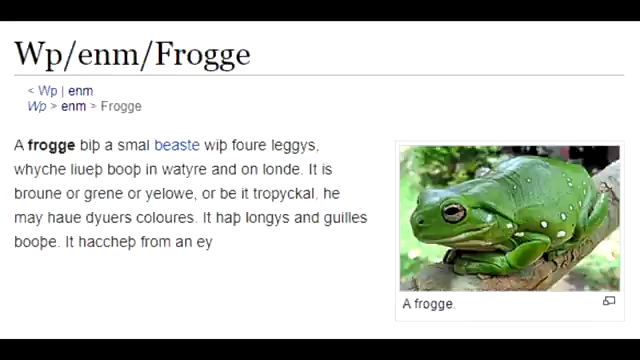 Wp/enm/Frogge
< Wp | enm
Wp > enm > Frogge
A frogge biþ a smal beaste wiþ foure leggys,
whyche liueþ booþ in watyre and on londe. It is
broune or grene or yelowe, or be it tropyckal, he
may haue dyuers coloures. It haþ longys and guilles
booþe. It haccheþ from an ey
A frogge.